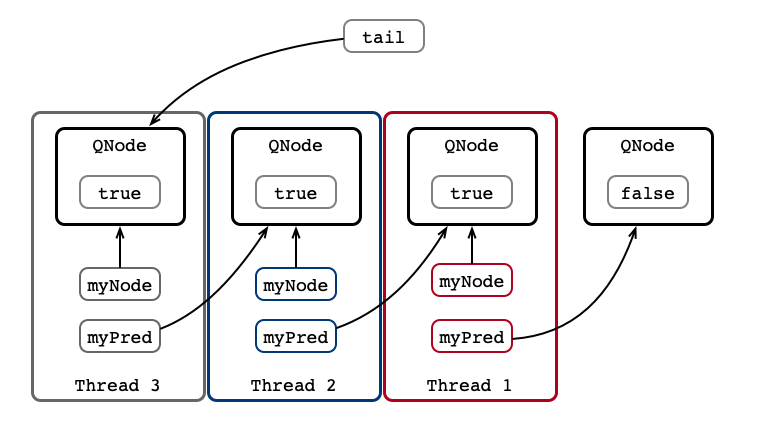 tail
QNode
QNode
QNode
QNode
true
true
true
false
myNode
myNode
myNode
myPred
myPred
myPred
Thread 3
Thread 2
Thread 1